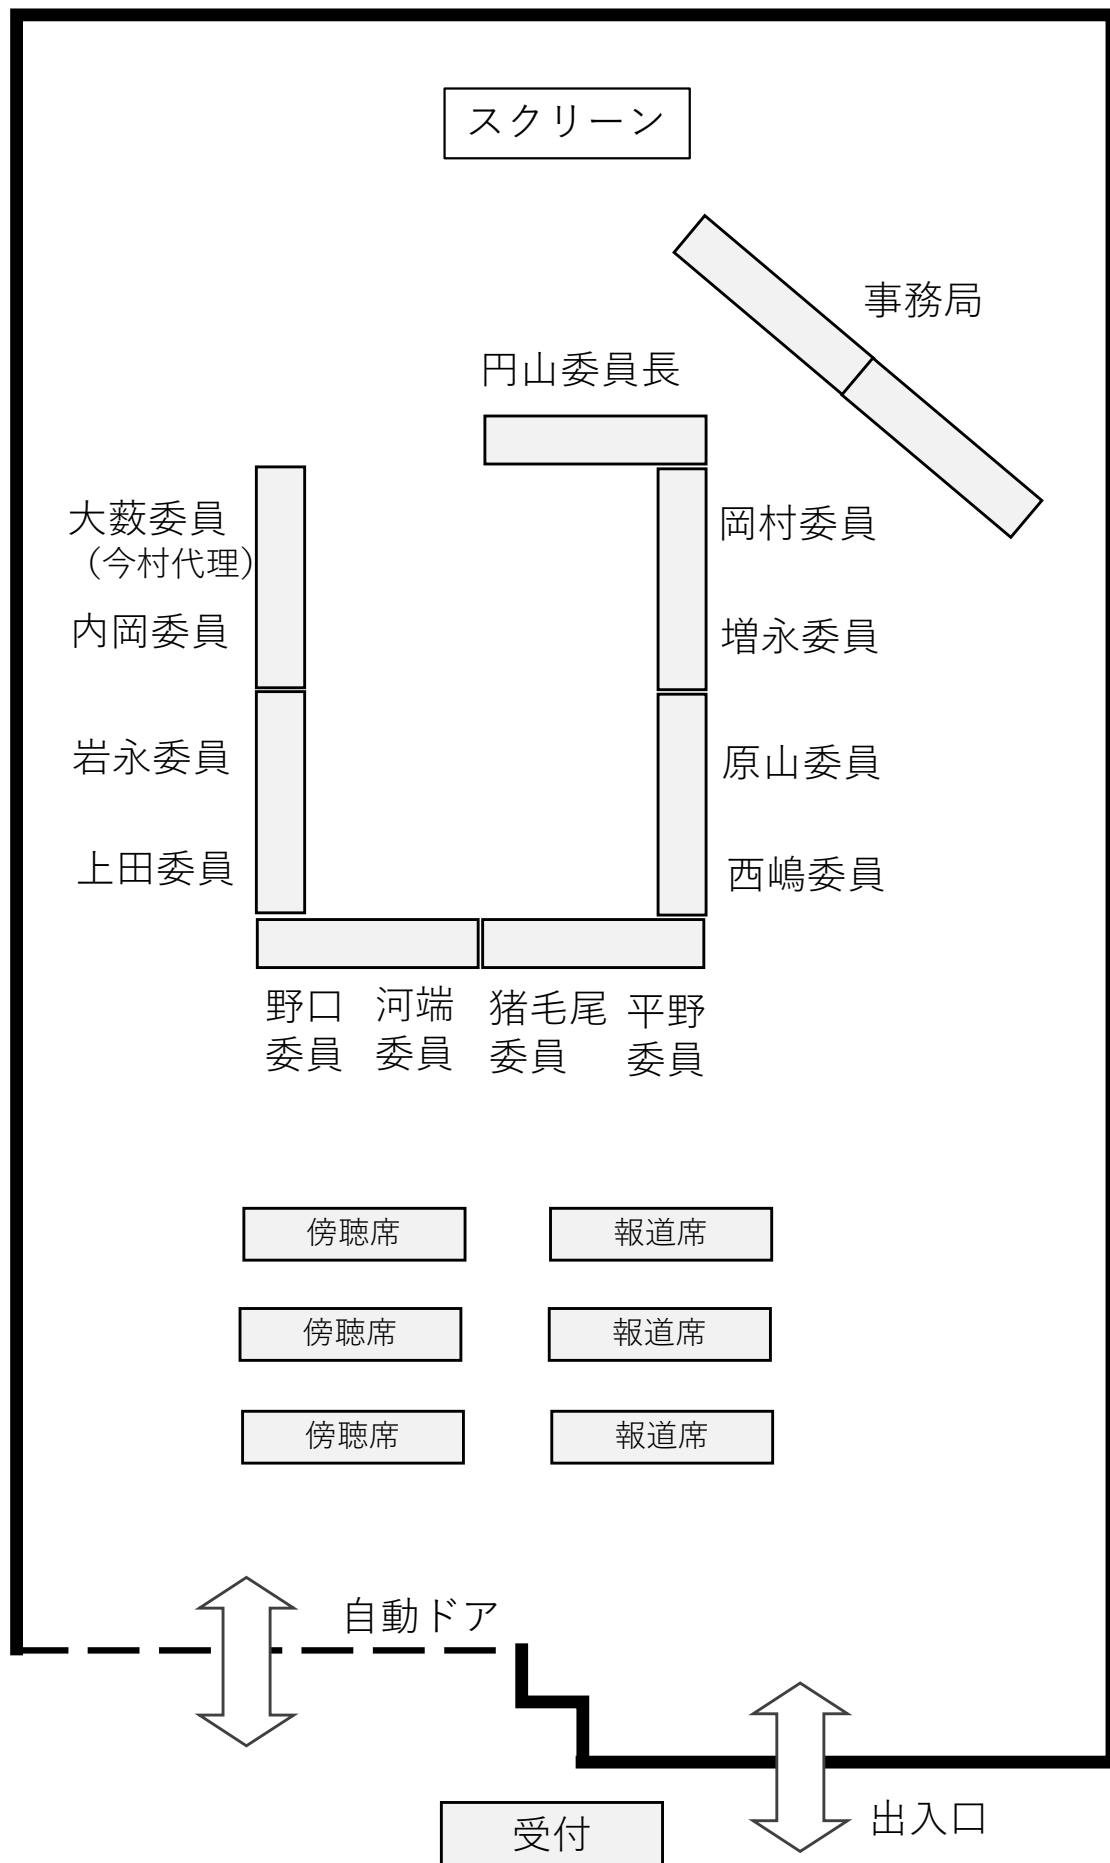 スクリーン
事務局
円山委員長
大薮委員
（今村代理）
岡村委員
内岡委員
増永委員
岩永委員
原山委員
上田委員
西嶋委員
野口
委員
河端
委員
猪毛尾
委員
平野
委員
傍聴席
報道席
傍聴席
報道席
傍聴席
報道席
自動ドア
出入口
受付